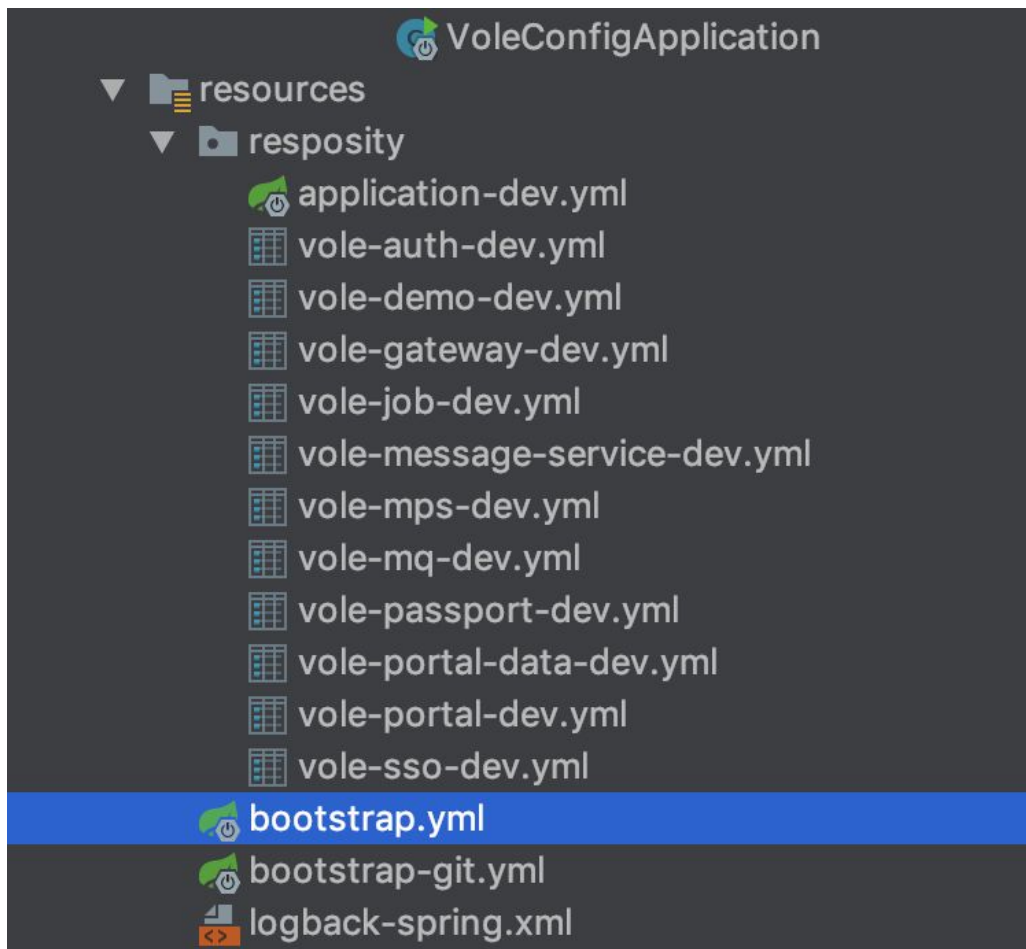 VoleConfigApplication
resources
resposity
application-dev.yml
vole-auth-dev.yml
vole-demo-dev.yml
vole-gateway-dev.yml
vole-job-dev.yml
vole-message-service-dev.yml
vole-mps-dev.yml
vole-mq-dev.yml
vole-passport-dev.yml
vole-portal-data-dev.yml
vole-portal-dev.yml
vole-sso-dev.yml
bootstrap.yml
bootstrap-git.yml
logback-spring.xml